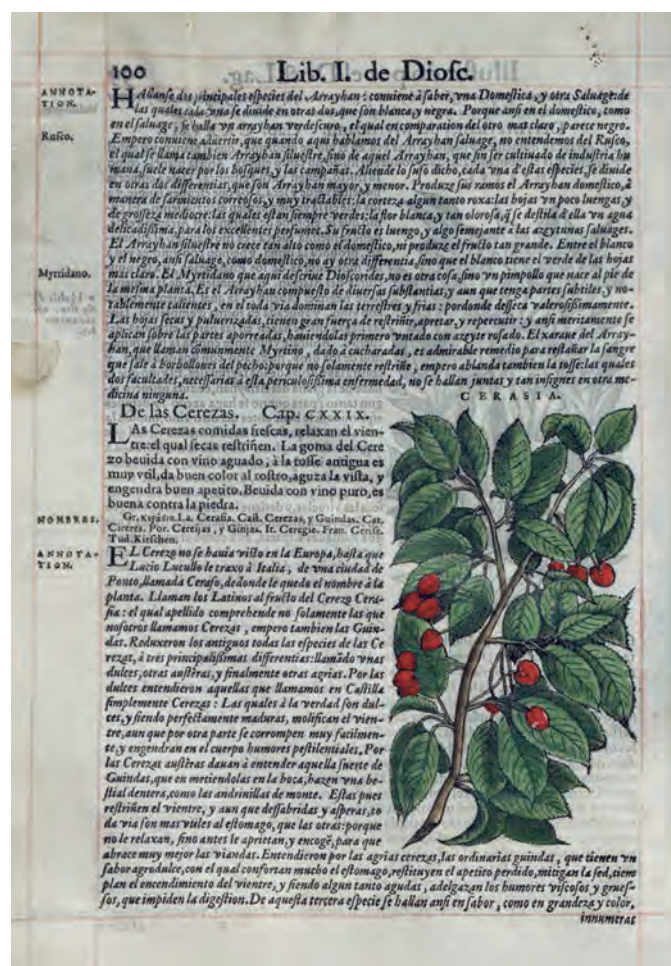 100
Lib. I. de Diosc.
ANNOTA-
TION.
HAllanse dos principales especies del Arrayhan: conuiene à saber, vna Domestica, y otra Saluage: de
las quales cada vna se diuide en otras dos, que son blanca, y negra. Porque ansi en el domestico, como
en el saluage, se halla vn arrayhan verdescuro, el qual en comparation del otro mas claro, parece negro.
Rusco.
Empero conuiene aduertir, que quando aqui hablamos del Arrayhan saluage, no entendemos del Rusco,
el qual se llama tambien Arrayhan siluestre, sino de aquel Arrayhan, que sin ser cultiuado de industria hu
mana, suele nacer por los bosques, y las campañas. Aliende lo suso dicho, cada vna d'estas especies, se diuide
en otras dos differentias, que son Arrayhan mayor, y menor. Produze sus ramos el Arrayhan domestico, à
manera de sarmientos correosos, y muy tractables: la corteza algun tanto roxa: las hojas vn poco luengas, y
de grosseza mediocre: las quales estan siempre verdes: la flor blanca, y tan olorosa, q̃ se destila d'ella vn agua
delicadissima, para los excellentes perfumes. Su fructo es luengo, y algo semejante a las azeytunas saluages.
El Arrayhan siluestre no crece tan alto como el domestico, ni produze el fructo tan grande. Entre el blanco
y el negro, ansi saluage, como domestico, no ay otra differentia, sino que el blanco tiene el verde de las hojas
Myrtidano.
mas claro. El Myrtidano que aqui descriue Dioscorides, no es otra cosa, sino vn pimpollo que nace al pie de
la mesma planta. Es el Arrayhan compuesto de diuersas substantias, y aun que tenga partes subtiles, y no-
tablemente calientes, en el toda via dominan las terrestres y frias: pordonde desseca valerosissimamente.
Las hojas secas y puluerizadas, tienen gran fuerça de restriñir, apretar, y repercutir: y ansi meritamente se
aplican sobre las partes aporreadas, hauiendolas primero vntado con azeyte rosado. El xaraue del Array-
han, que llaman comunmente Myrtino, dado à cucharadas, es admirable remedio para restañar la sangre
que sale à borbollones del pecho: porque no solamente restriñe, empero ablanda tambien la tosse: las quales
dos facultades, necessarias à esta periculosissima enfermedad, no se hallan juntas y tan insignes en otra me-
dicina ninguna.
CERASIA.
De las Cerezas. Cap. CXXIX.
LAs Cerezas comidas frescas, relaxan el vien-
tre: el qual secas restriñen. La goma del Cere
zo beuida con vino aguado, à la tosse antigua es
muy vtil, da buen color al rostro, aguza la vista, y
engendra buen apetito. Beuida con vino puro, es
buena contra la piedra.
NOMBRES.
Gr. Κεράσια. La. Cerasia. Cast. Cerezas, y Guindas. Cat.
Cireres. Por. Cereijas, y Ginjas. It. Ceregie. Fran. Cerise.
Tud. Kirschen.
ANNOTA-
TION.
EL Cerezo no se hauia visto en la Europa, hasta que
Lucio Lucullo le traxo à Italia, de vna ciudad de
Ponto, llamada Ceraso, de donde le quedo el nombre à la
planta. Llaman los Latinos al fructo del Cerezo Cera-
sia: el qual apellido comprehende no solamente las que
nosotros llamamos Cerezas, empero tambien las Guin-
das. Reduxeron los antiguos todas las especies de las Ce
rezas, à tres principalissimas differentias: llamãdo vnas
dulces, otras austèras, y finalmente otras agrias. Por las
dulces entendieron aquellas que llamamos en Castilla
simplemente Cerezas: Las quales à la verdad son dul-
ces, y siendo perfectamente maduras, molifican el vien-
tre, aun que por otra parte se corrompen muy facilmen-
te, y engendran en el cuerpo humores pestilentiales. Por
las Cerezas austèras dauan à entender aquella suerte de
Guindas, que en metiendolas en la boca, hazen vna be-
stial dentera, como las andrinillas de monte. Estas pues
restriñen el vientre, y aun que dessabridas y asperas, to
da via son mas vtiles al estomago, que las otras: porque
no le relaxan, sino antes le aprietan, y encogẽ, para que
abrace muy mejor las viandas. Entendieron por las agrias cerezas, las ordinarias guindas, que tienen vn
sabor agrodulce, con el qual confortan mucho el estomago, restituyen el apetito perdido, mitigan la sed, tiem
plan el encendimiento del vientre, y siendo algun tanto agudas, adelgazan los humores viscosos y grues-
sos, que impiden la digestion. De aquesta tercera especie se hallan ansi en sabor, como en grandeza y color,
innumeras